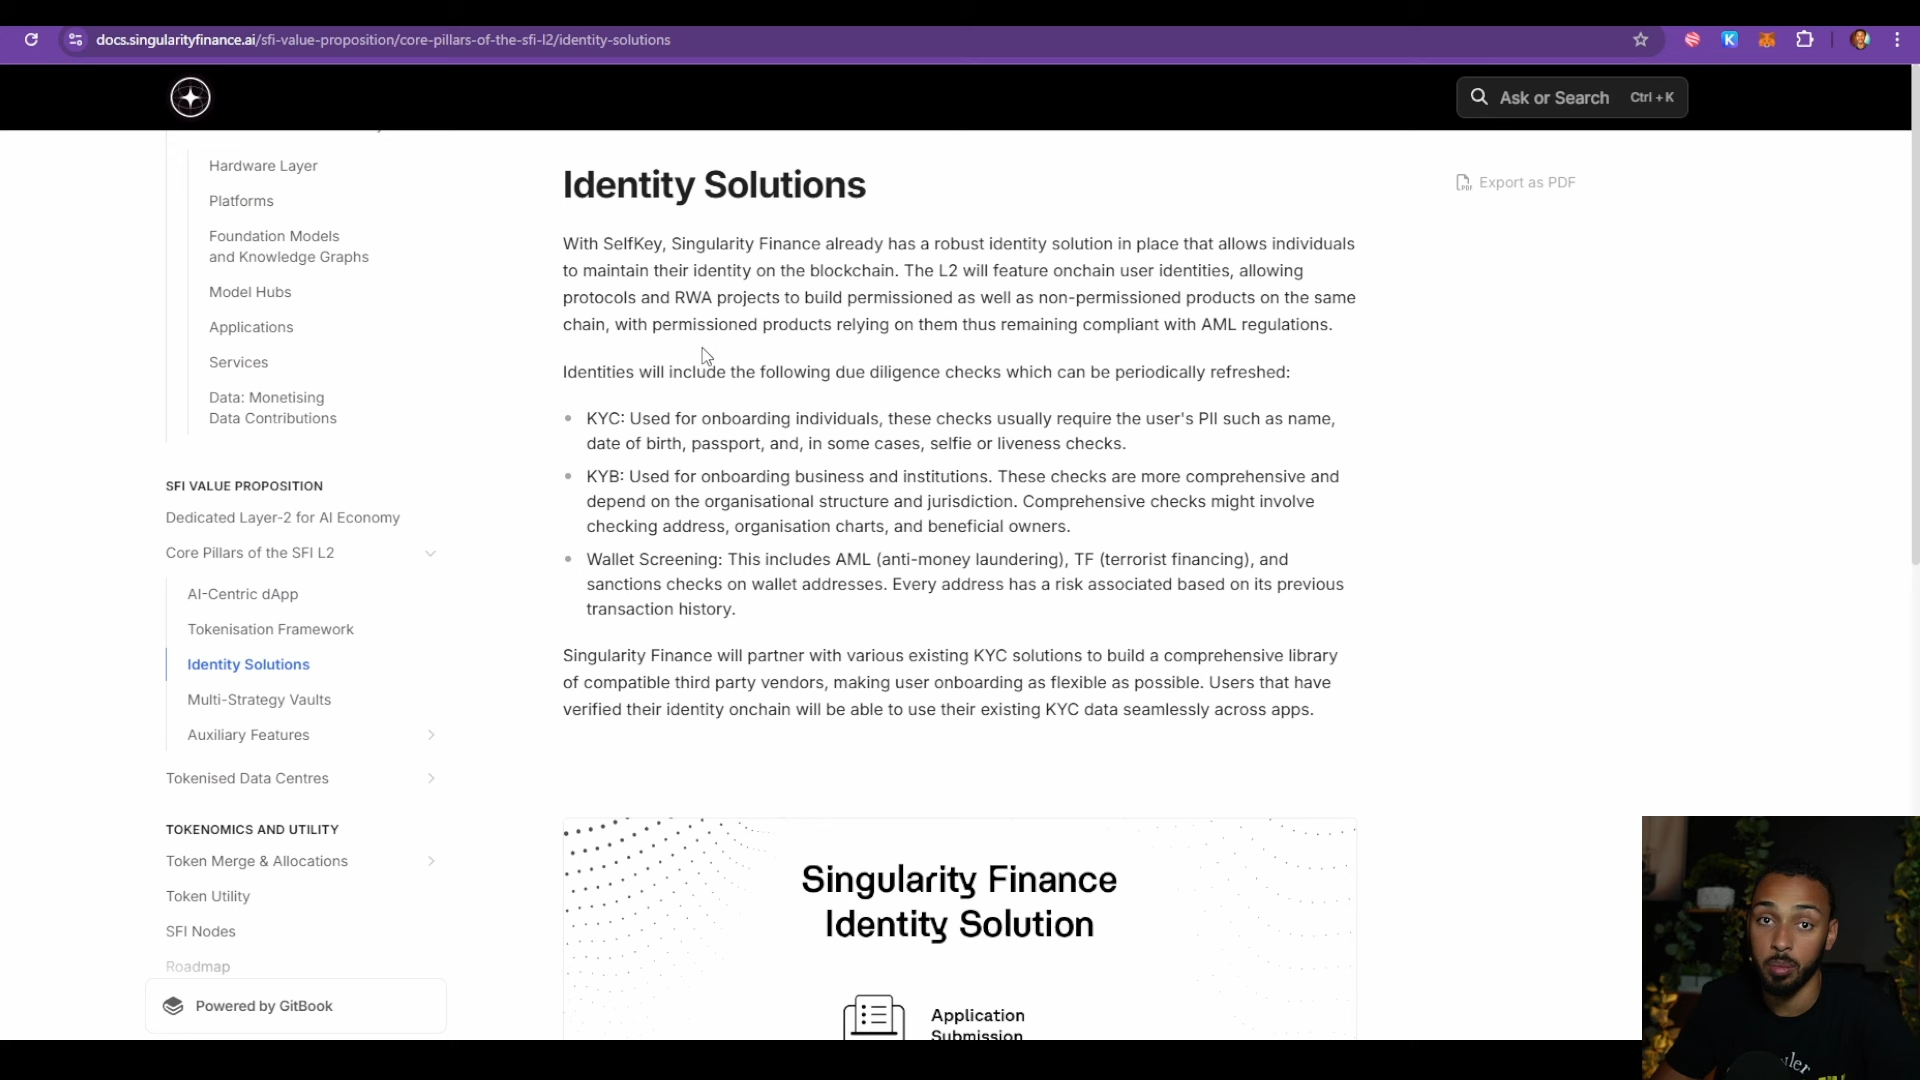 docs.singularityfinance.ai/sfi-value-proposition/core-pillars-of-the-sfi-l2/identity-solutions
Ask or Search Ctrl + K
Hardware Layer
Platforms
Foundation Models
and Knowledge Graphs
Model Hubs
Applications
Services
Data: Monetising
Data Contributions
SFI VALUE PROPOSITION
Dedicated Layer-2 for AI Economy
Core Pillars of the SFI L2
AI-Centric dApp
Tokenisation Framework
Identity Solutions
Multi-Strategy Vaults
Auxiliary Features
Tokenised Data Centres
TOKENOMICS AND UTILITY
Token Merge & Allocations
Token Utility
SFI Nodes
Roadmap
Powered by GitBook
Identity Solutions
With SelfKey, Singularity Finance already has a robust identity solution in place that allows individuals
to maintain their identity on the blockchain. The L2 will feature onchain user identities, allowing
protocols and RWA projects to build permissioned as well as non-permissioned products on the same
chain, with permissioned products relying on them thus remaining compliant with AML regulations.
Identities will include the following due diligence checks which can be periodically refreshed:
• KYC: Used for onboarding individuals, these checks usually require the user's PII such as name,
date of birth, passport, and, in some cases, selfie or liveness checks.
• KYB: Used for onboarding business and institutions. These checks are more comprehensive and
depend on the organisational structure and jurisdiction. Comprehensive checks might involve
checking address, organisation charts, and beneficial owners.
• Wallet Screening: This includes AML (anti-money laundering), TF (terrorist financing), and
sanctions checks on wallet addresses. Every address has a risk associated based on its previous
transaction history.
Singularity Finance will partner with various existing KYC solutions to build a comprehensive library
of compatible third party vendors, making user onboarding as flexible as possible. Users that have
verified their identity onchain will be able to use their existing KYC data seamlessly across apps.
Singularity Finance
Identity Solution
Application
Submission
Export as PDF
K